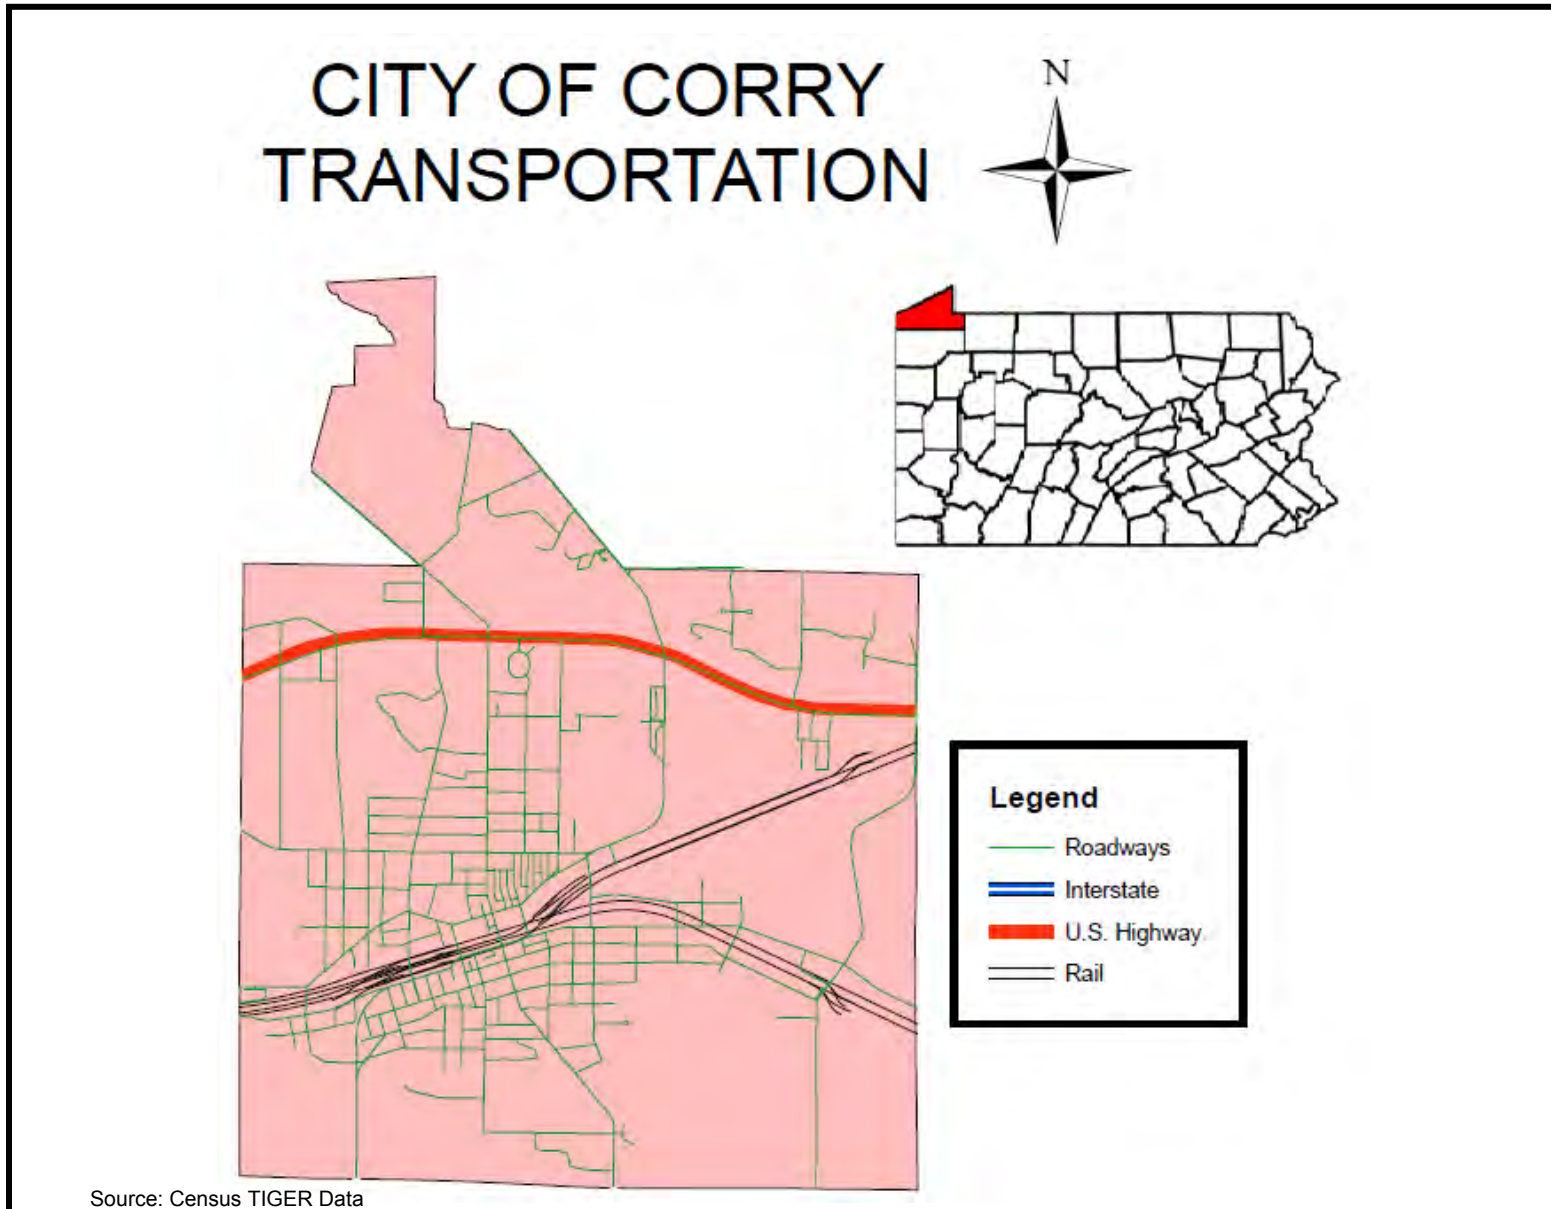 CITY OF CORRY
TRANSPORTATION
N
Legend
Roadways
Interstate
U.S. Highway.
Rail
Source: Census TIGER Data